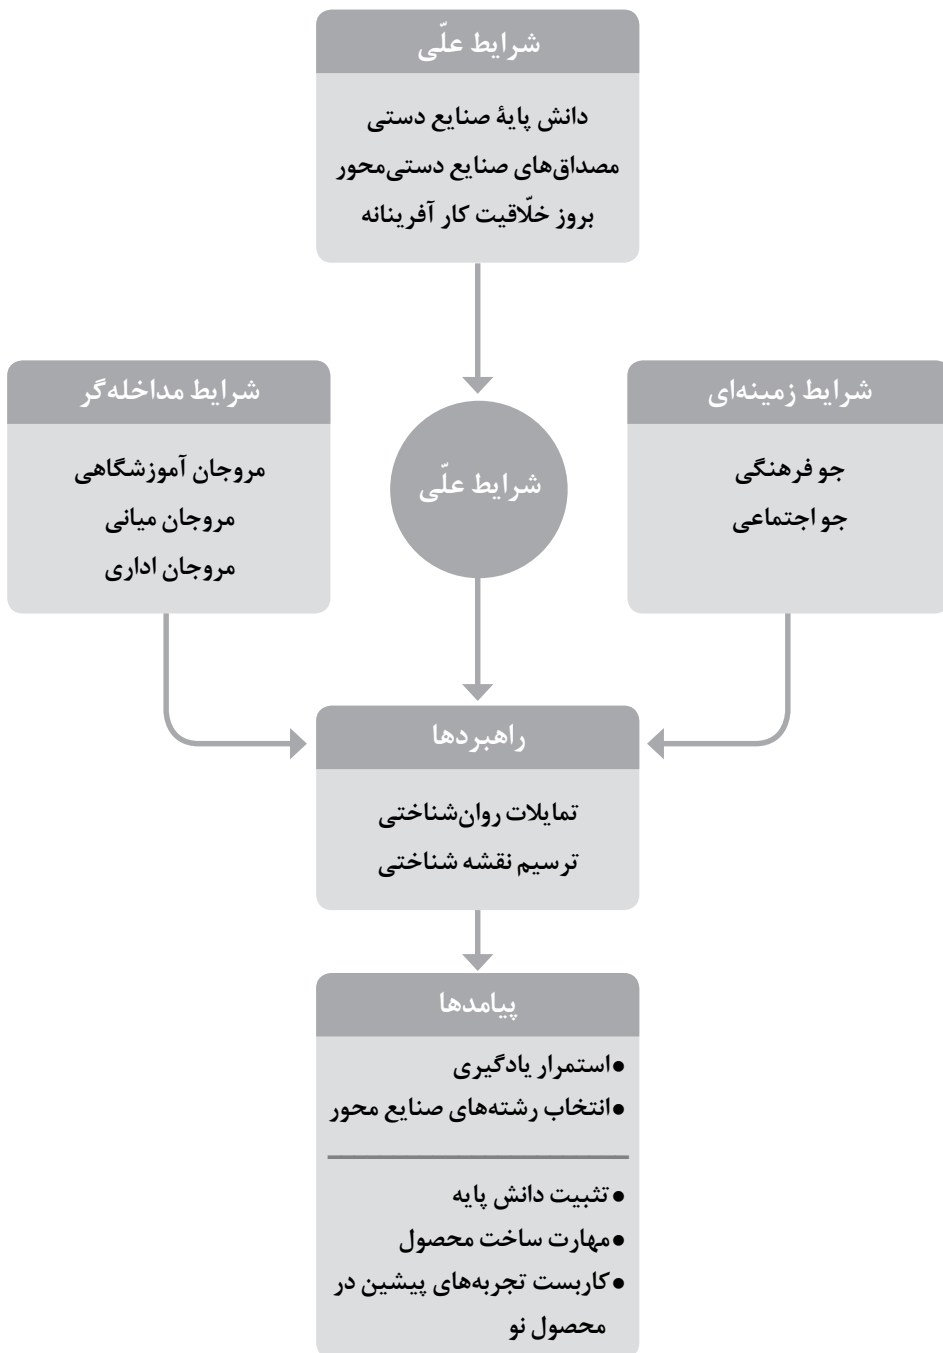 شرایط علّی
دانش پایهٔ صنایع دستی
مصداق‌های صنایع دستی‌محور
بروز خلّاقیت کار آفرینانه
شرایط زمینه‌ای
جو فرهنگی
جو اجتماعی
شرایط علّی
شرایط مداخله‌گر
مروجان آموزشگاهی
مروجان میانی
مروجان اداری
راهبردها
تمایلات روان‌شناختی
ترسیم نقشه شناختی
پیامدها
●استمرار یادگیری
●انتخاب رشته‌های صنایع محور
●تثبیت دانش پایه
●مهارت ساخت محصول
●کاربست تجربه‌های پیشین در
محصول نو